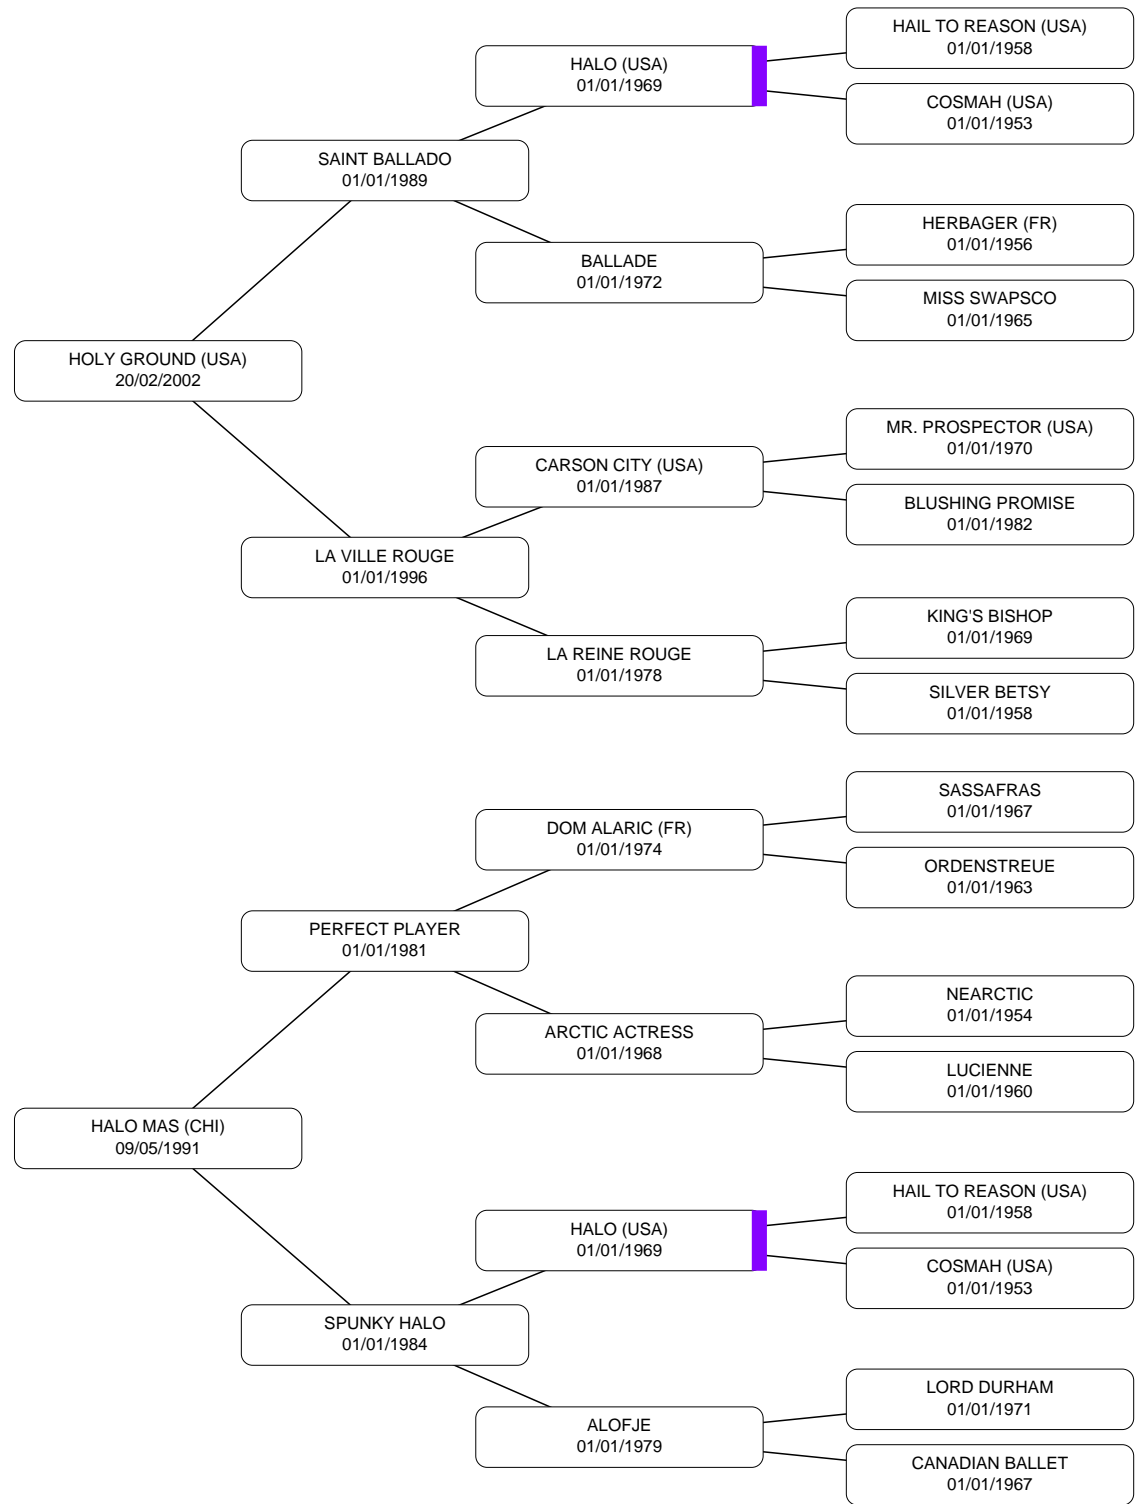 HAIL TO REASON (USA)
01/01/1958
HALO (USA)
01/01/1969
COSMAH (USA)
01/01/1953
SAINT BALLADO
01/01/1989
HERBAGER (FR)
01/01/1956
BALLADE
01/01/1972
MISS SWAPSCO
01/01/1965
HOLY GROUND (USA)
20/02/2002
MR. PROSPECTOR (USA)
01/01/1970
CARSON CITY (USA)
01/01/1987
BLUSHING PROMISE
01/01/1982
LA VILLE ROUGE
01/01/1996
KING'S BISHOP
01/01/1969
LA REINE ROUGE
01/01/1978
SILVER BETSY
01/01/1958
SASSAFRAS
01/01/1967
DOM ALARIC (FR)
01/01/1974
ORDENSTREUE
01/01/1963
PERFECT PLAYER
01/01/1981
NEARCTIC
01/01/1954
ARCTIC ACTRESS
01/01/1968
LUCIENNE
01/01/1960
HALO MAS (CHI)
09/05/1991
HAIL TO REASON (USA)
01/01/1958
HALO (USA)
01/01/1969
COSMAH (USA)
01/01/1953
SPUNKY HALO
01/01/1984
LORD DURHAM
01/01/1971
ALOFJE
01/01/1979
CANADIAN BALLET
01/01/1967